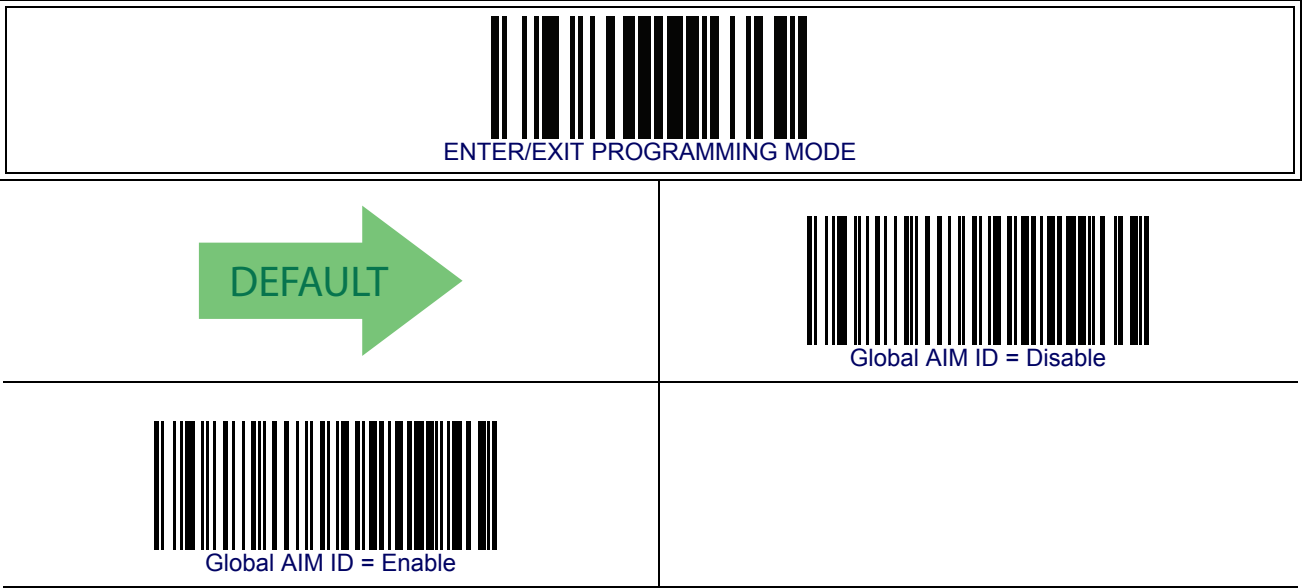 ENTER/EXIT PROGRAMMING MODE
DEFAULT
Global AIM ID = Disable
Global AIM ID = Enable